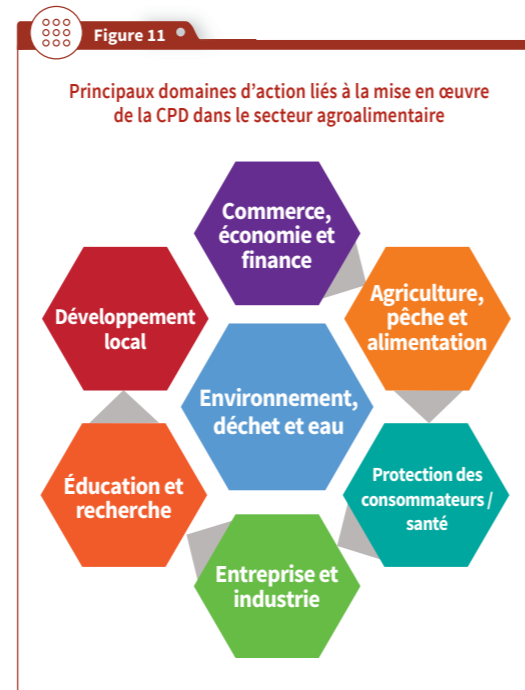 Figure 11
Principaux domaines d'action liés à la mise en œuvre
de la CPD dans le secteur agroalimentaire
Commerce,
économie et
finance
Agriculture,
pêche et
alimentation
Développement
local
Environnement,
déchet et eau
Protection des
consommateurs /
santé
Éducation et
recherche
Entreprise et
industrie